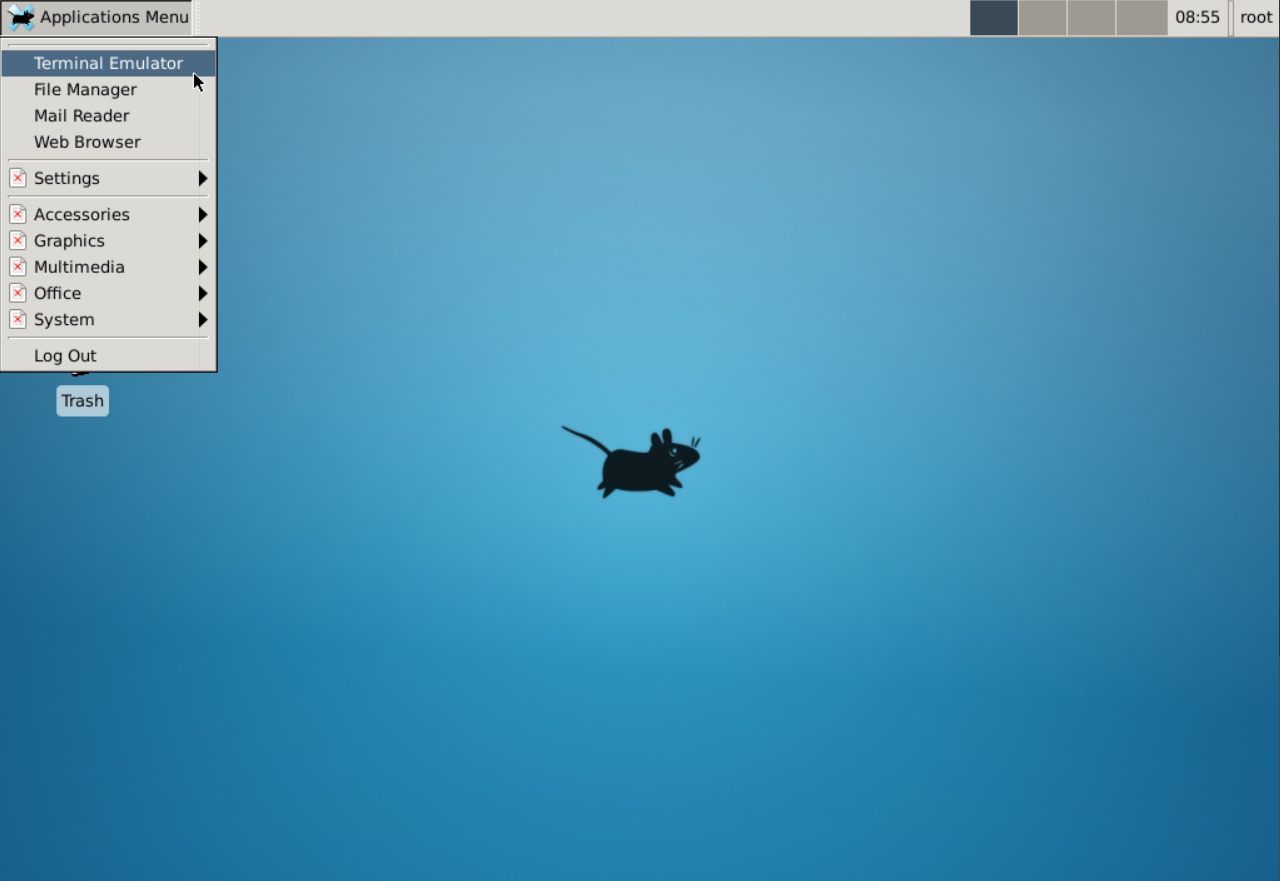 Applications Menu
08:55
root
Terminal Emulator
File Manager
Mail Reader
Web Browser
Settings
Accessories
Graphics
Multimedia
Office
System
Log Out
Trash